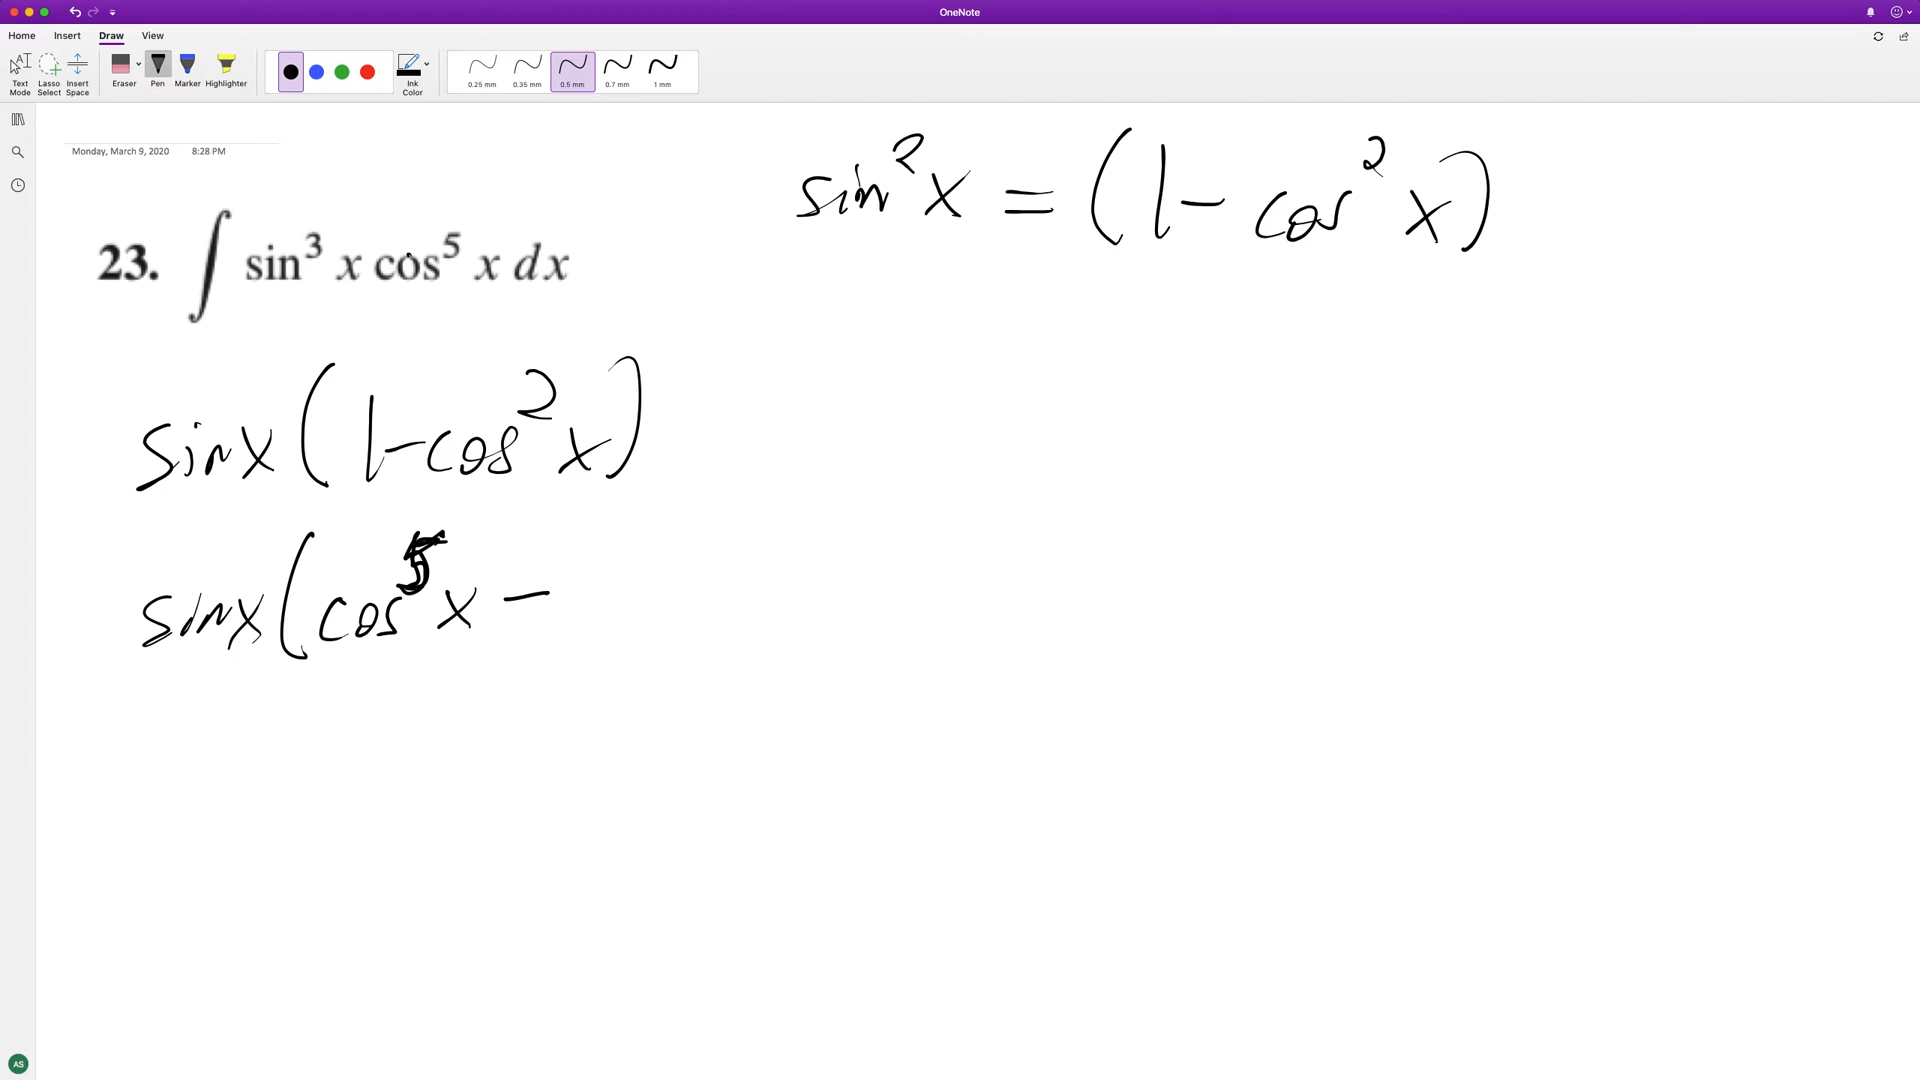 OneNote
Home Insert Draw View
Text Mode Lasso Select Insert Space Eraser Pen Marker Highlighter Ink Color 0.25 mm 0.35 mm 0.5 mm 0.7 mm 1 mm
Monday, March 9, 2020 8:28 PM
sin²x = (1 - cos²x)
23. ∫ sin³ x cos⁵ x dx
sinx (1-cos²x)
sinx (cos⁵x -
AS